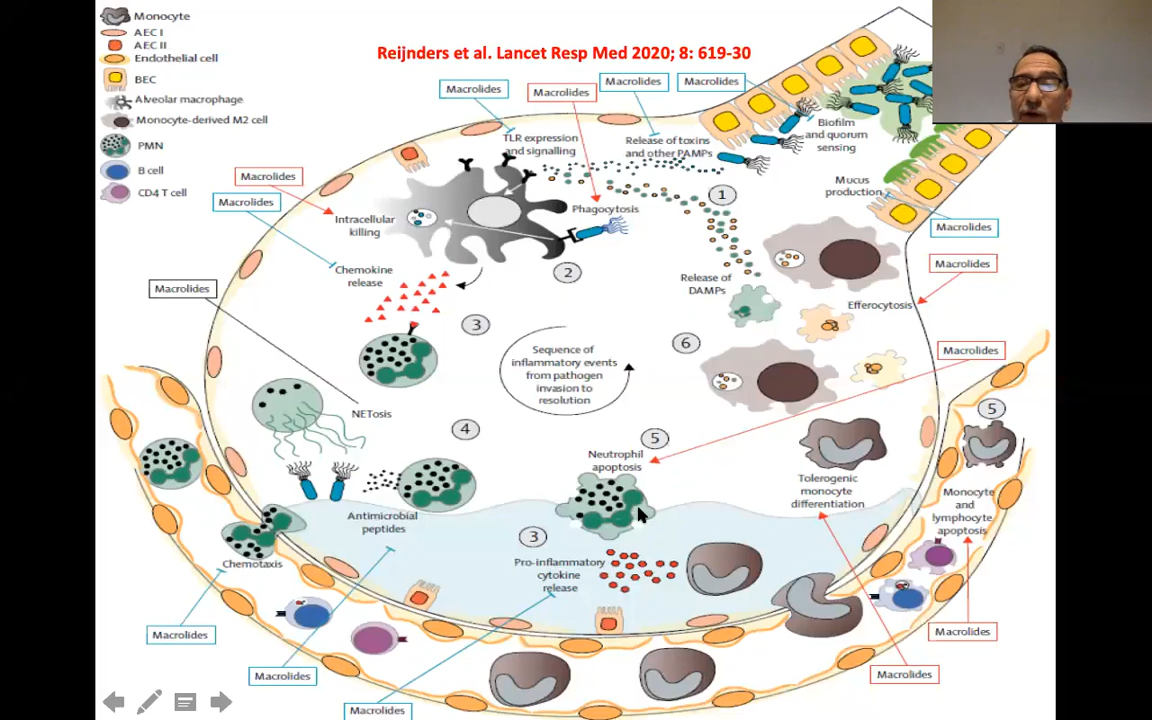 Monocyte
AEC I
AEC II
Endothelial cell
BEC
Alveolar macrophage
Monocyte-derived M2 cell
PMN
B cell
CD4 T cell
Reijnders et al. Lancet Resp Med 2020; 8: 619-30
Macrolides
Macrolides
Macrolides
Macrolides
TLR expression
and signalling
Release of toxins
and other PAMPs
Biofilm
and quorum
sensing
Mucus
production
Macrolides
Macrolides
Macrolides
Macrolides
Intracellular
killing
Phagocytosis
1
2
Chemokine
release
Release of
DAMPs
Efferocytosis
Macrolides
3
6
Sequence of
inflammatory events
from pathogen
invasion to
resolution
Macrolides
NETosis
4
5
5
Neutrophil
apoptosis
Tolerogenic
monocyte
differentiation
Monocyte
and
lymphocyte
apoptosis
Antimicrobial
peptides
3
Pro-inflammatory
cytokine
release
Chemotaxis
Macrolides
Macrolides
Macrolides
Macrolides
Macrolides